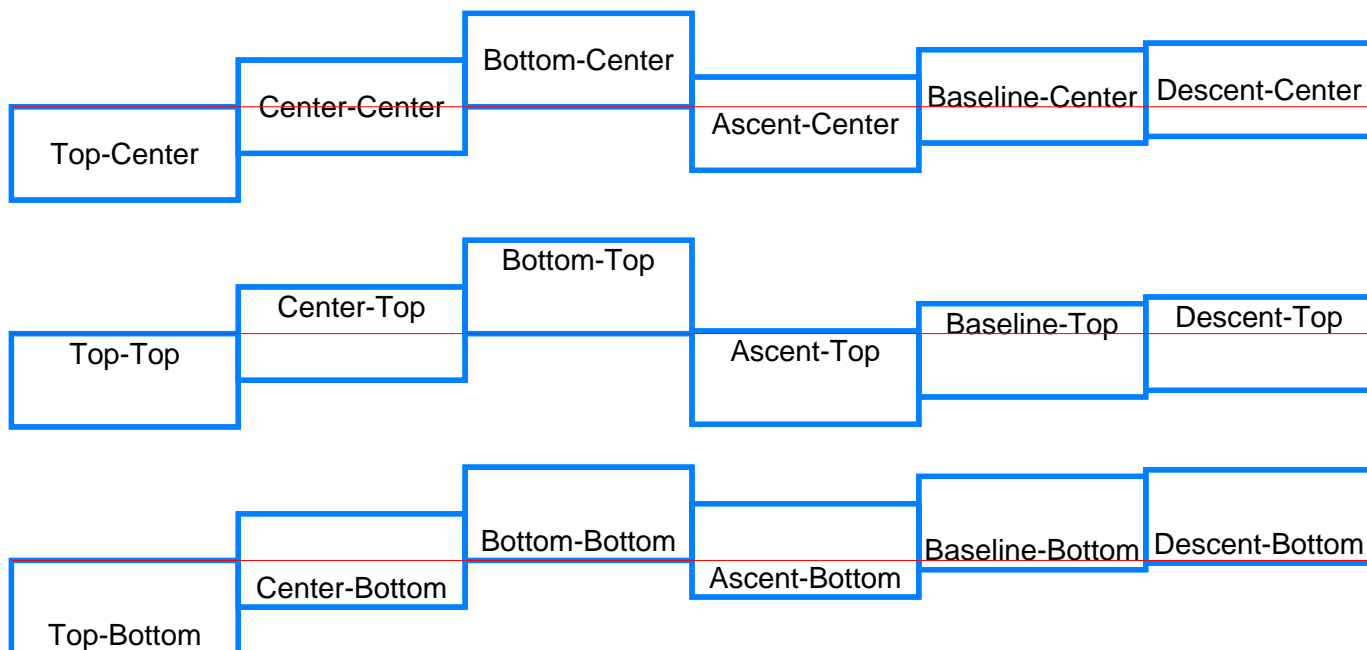 Top-Center Center-Center Bottom-Center Ascent-Center Baseline-Center Descent-Center
Top-Top Center-Top Bottom-Top Ascent-Top Baseline-Top Descent-Top
Top-Bottom Center-Bottom Bottom-Bottom Ascent-Bottom Baseline-Bottom Descent-Bottom